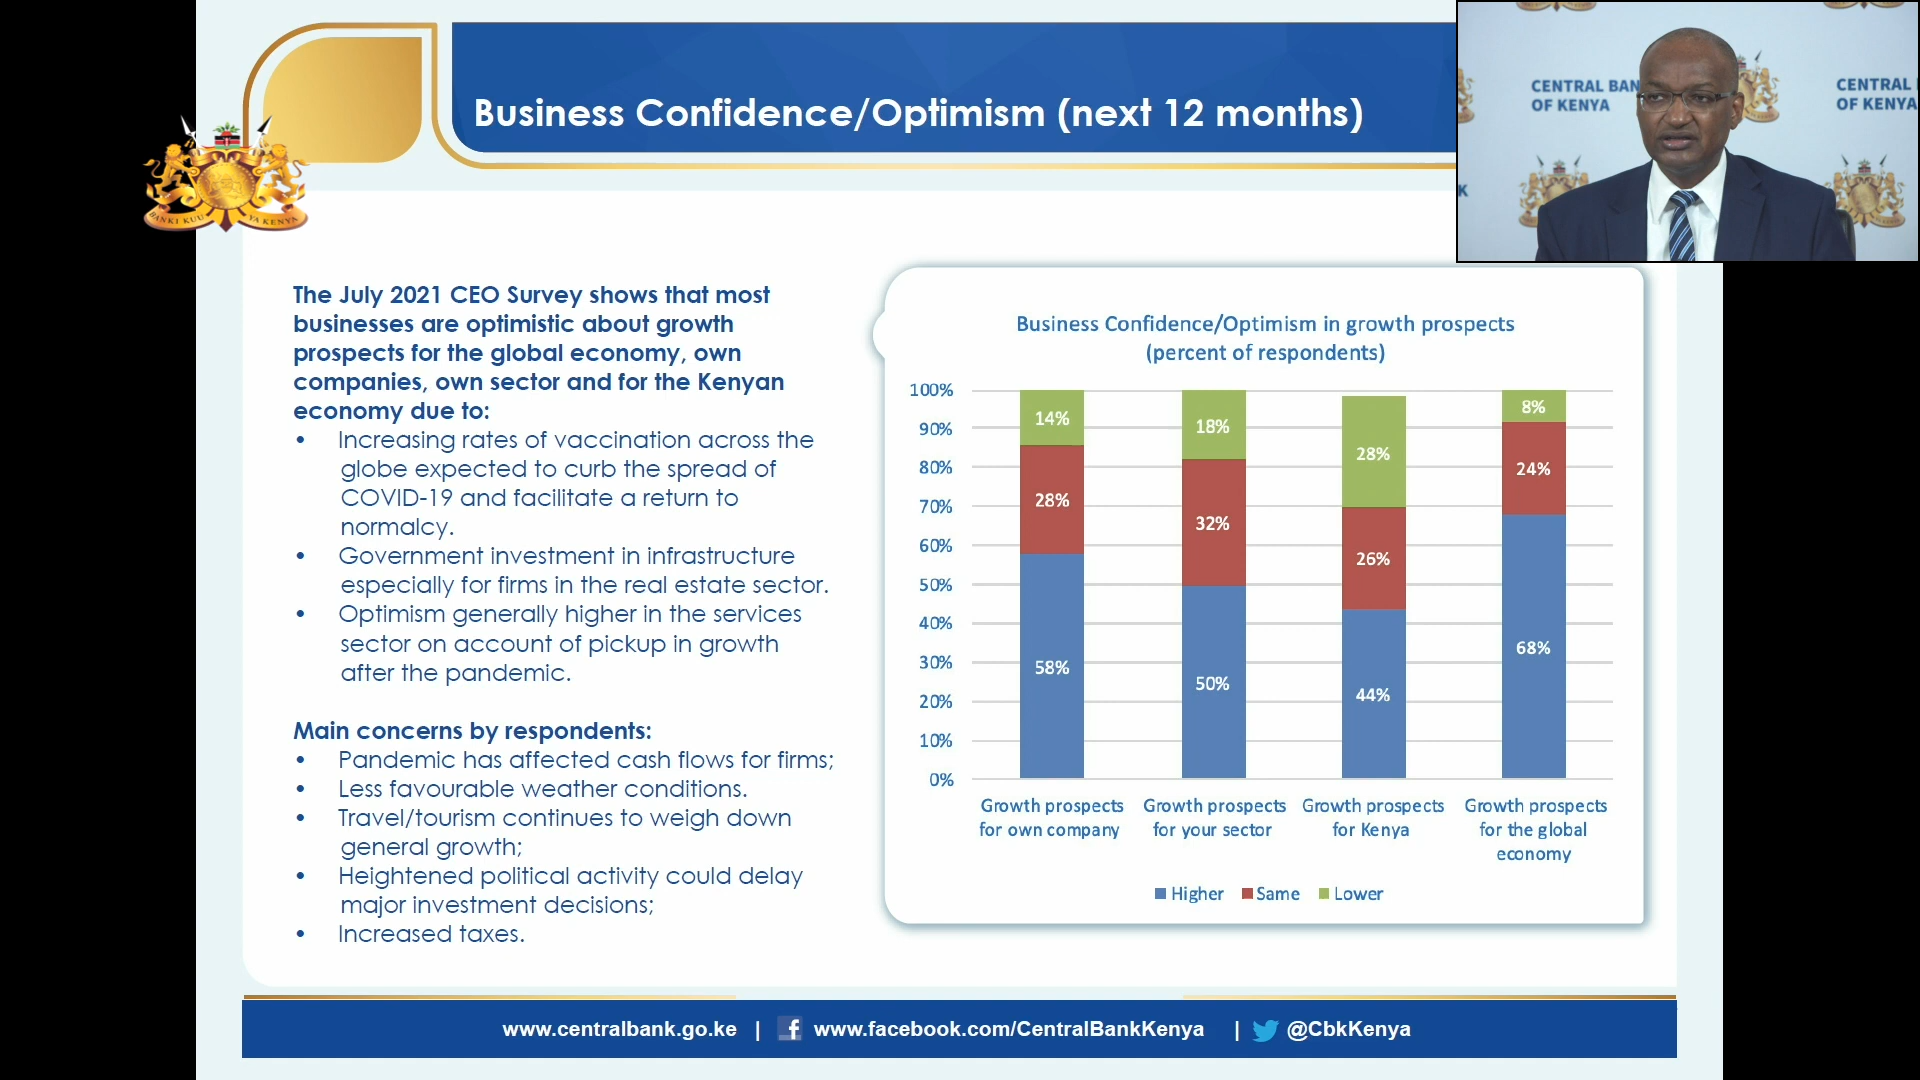 Business Confidence/Optimism (next 12 months)
CENTRAL BAN
OF KENYA
CENTRAL
OF KENYA
K
BANKI KUU YA KENYA
The July 2021 CEO Survey shows that most
businesses are optimistic about growth
prospects for the global economy, own
companies, own sector and for the Kenyan
economy due to:
• Increasing rates of vaccination across the
globe expected to curb the spread of
COVID-19 and facilitate a return to
normalcy.
• Government investment in infrastructure
especially for firms in the real estate sector.
• Optimism generally higher in the services
sector on account of pickup in growth
after the pandemic.
Main concerns by respondents:
• Pandemic has affected cash flows for firms;
• Less favourable weather conditions.
• Travel/tourism continues to weigh down
general growth;
• Heightened political activity could delay
major investment decisions;
• Increased taxes.
Business Confidence/Optimism in growth prospects
(percent of respondents)
100%
90%
80%
70%
60%
50%
40%
30%
20%
10%
0%
14%
28%
58%
18%
32%
50%
28%
26%
44%
8%
24%
68%
Growth prospects
for own company
Growth prospects
for your sector
Growth prospects
for Kenya
Growth prospects
for the global
economy
Higher Same Lower
www.centralbank.go.ke | f www.facebook.com/CentralBankKenya | @CbkKenya